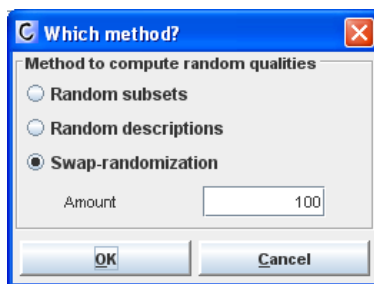 Which method?
Method to compute random qualities
Random subsets
Random descriptions
Swap-randomization
Amount 100
OK Cancel